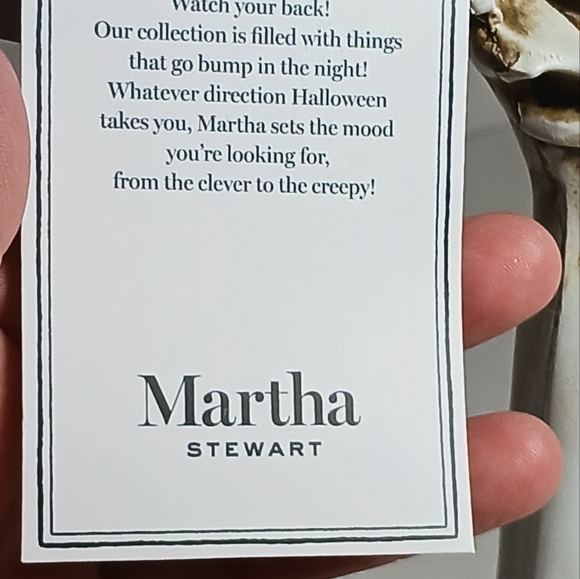 Watch your back!
Our collection is filled with things
that go bump in the night!
Whatever direction Halloween
takes you, Martha sets the mood
you're looking for,
from the clever to the creepy!
Martha
STEWART